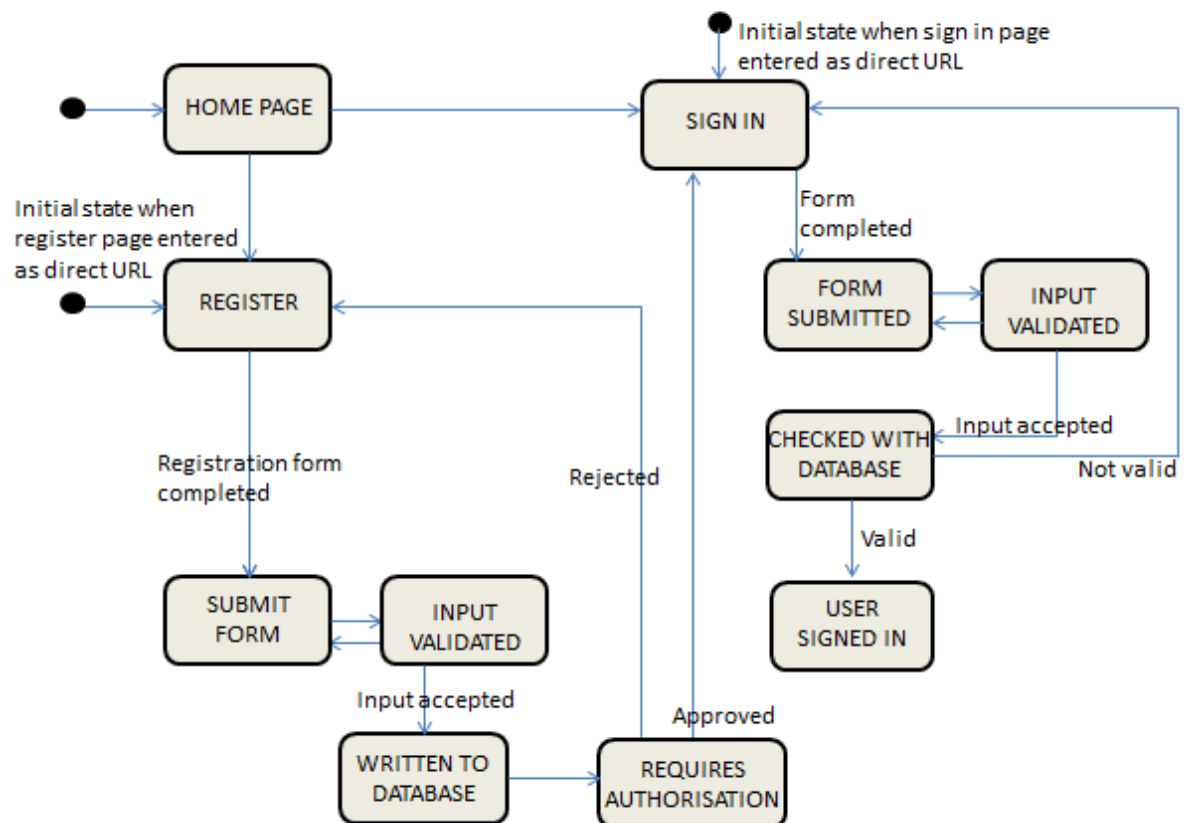 Initial state when sign in page
entered as direct URL
HOME PAGE
SIGN IN
Initial state when
register page entered
as direct URL
Form
completed
REGISTER
FORM
SUBMITTED
INPUT
VALIDATED
Input accepted
CHECKED WITH
DATABASE
Not valid
Registration form
completed
Rejected
Valid
SUBMIT
FORM
INPUT
VALIDATED
USER
SIGNED IN
Input accepted
Approved
WRITTEN TO
DATABASE
REQUIRES
AUTHORISATION